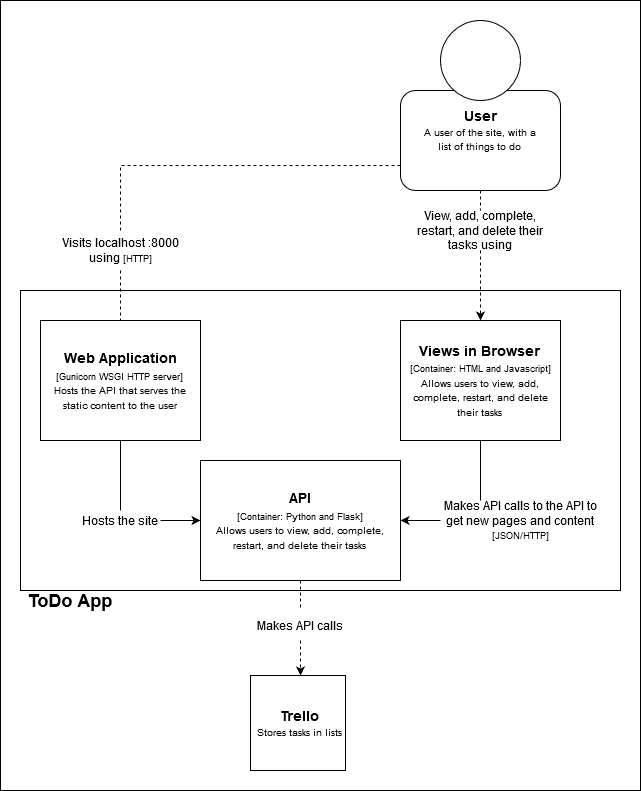 User
A user of the site, with a
list of things to do
Visits localhost :8000
using [HTTP]
View, add, complete,
restart, and delete their
tasks using
Web Application
[Gunicorn WSGI HTTP server]
Hosts the API that serves the
static content to the user
Views in Browser
[Container: HTML and Javascript]
Allows users to view, add,
complete, restart, and delete
their tasks
Hosts the site
API
[Container: Python and Flask]
Allows users to view, add, complete,
restart, and delete their tasks
Makes API calls to the API to
get new pages and content
[JSON/HTTP]
ToDo App
Makes API calls
Trello
Stores tasks in lists